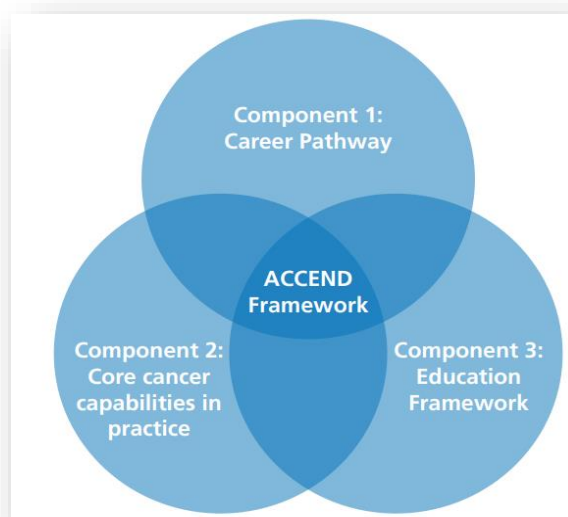 Component 1:
Career Pathway
ACCEND
Framework
Component 2:
Core cancer
capabilities in
practice
Component 3:
Education
Framework